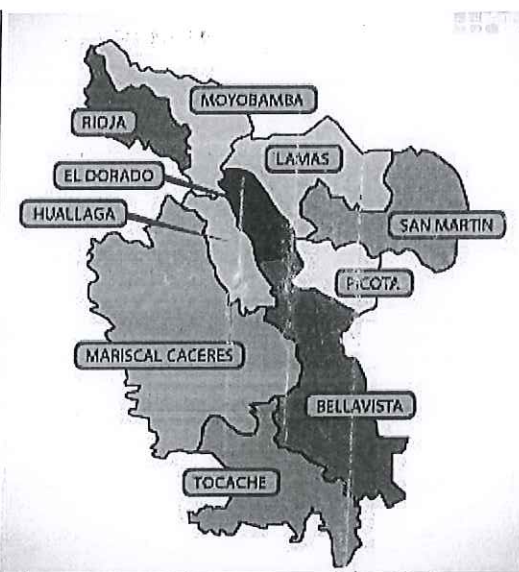 MOYOBAMBA
RIOJA
LAMAS
EL DORADO
HUALLAGA
SAN MARTIN
PICOTA
MARISCAL CACERES
BELLAVISTA
TOCACHE